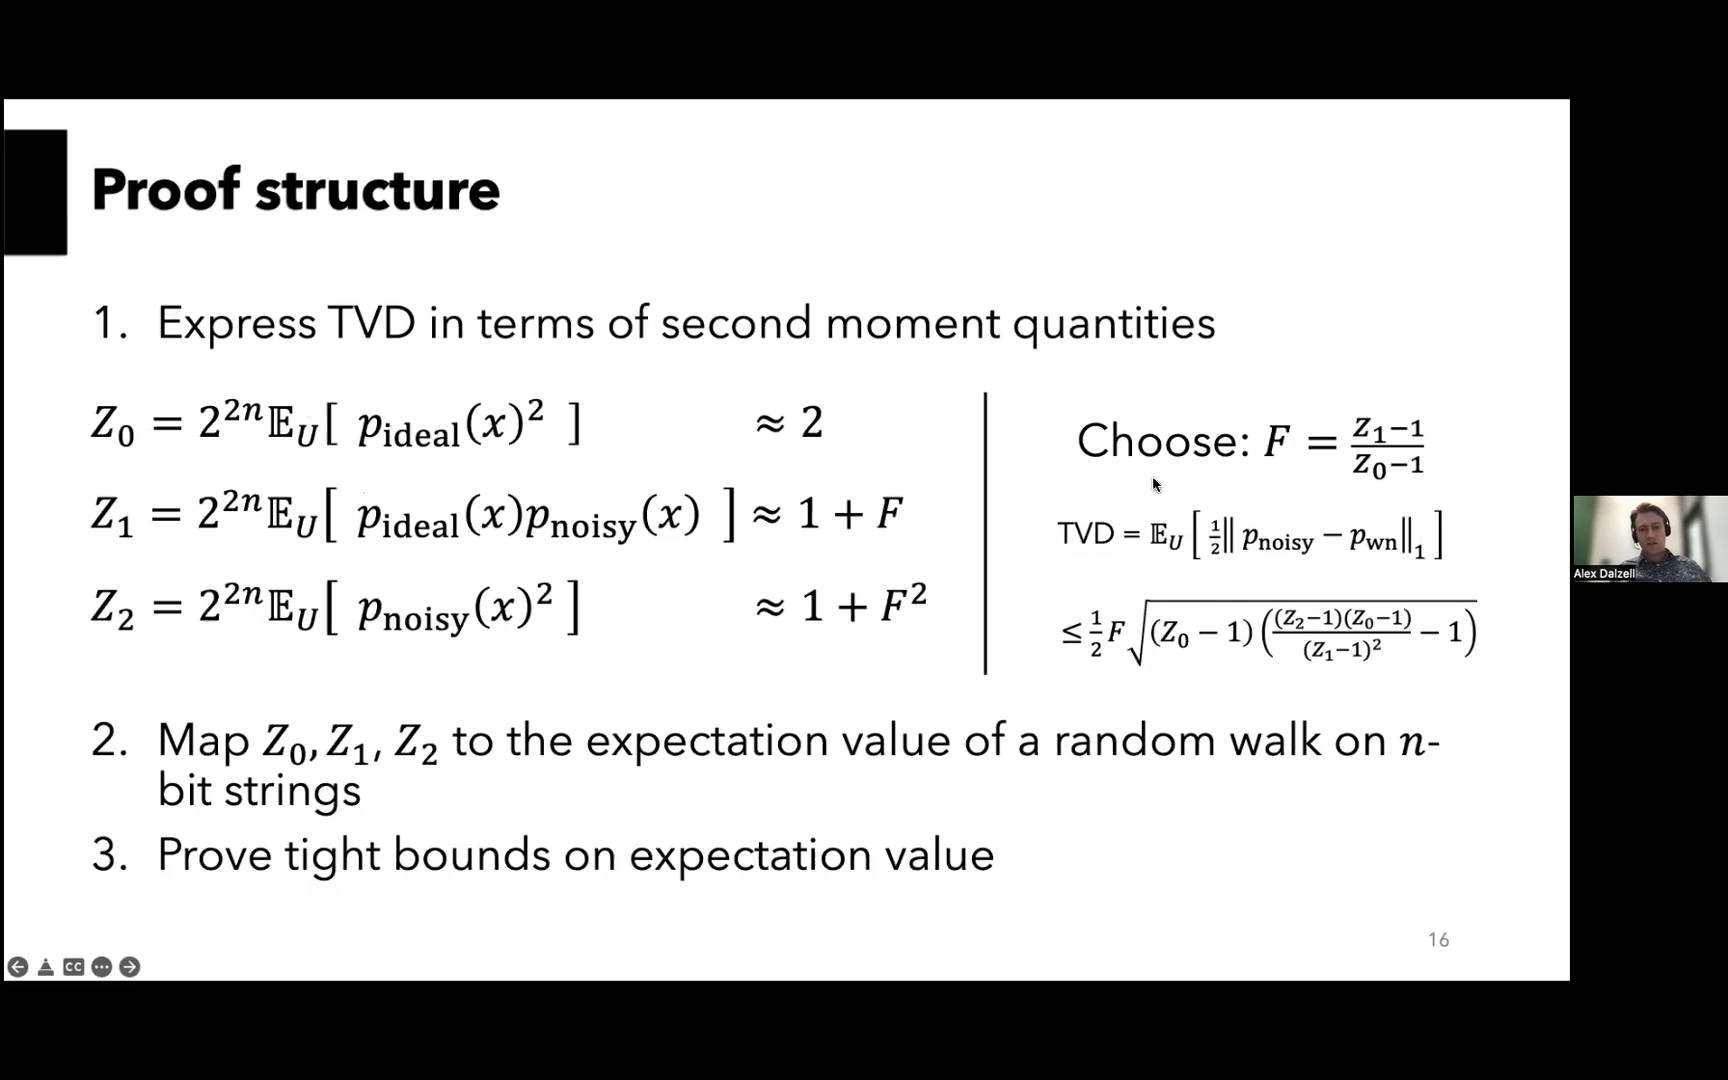 Proof structure
1. Express TVD in terms of second moment quantities
Z₀ = 2²ⁿ𝔼_U[ p_ideal(x)² ] ≈ 2
Z₁ = 2²ⁿ𝔼_U[ p_ideal(x)p_noisy(x) ] ≈ 1 + F
Z₂ = 2²ⁿ𝔼_U[ p_noisy(x)² ] ≈ 1 + F²
Choose: F = (Z₁−1)/(Z₀−1)
TVD = 𝔼_U[ ½‖ p_noisy − p_wn‖₁ ]
≤ ½ F √((Z₀ − 1)((Z₂−1)(Z₀−1)/(Z₁−1)² − 1))
2. Map Z₀, Z₁, Z₂ to the expectation value of a random walk on n-
bit strings
3. Prove tight bounds on expectation value
16
CC
Alex Dalzell